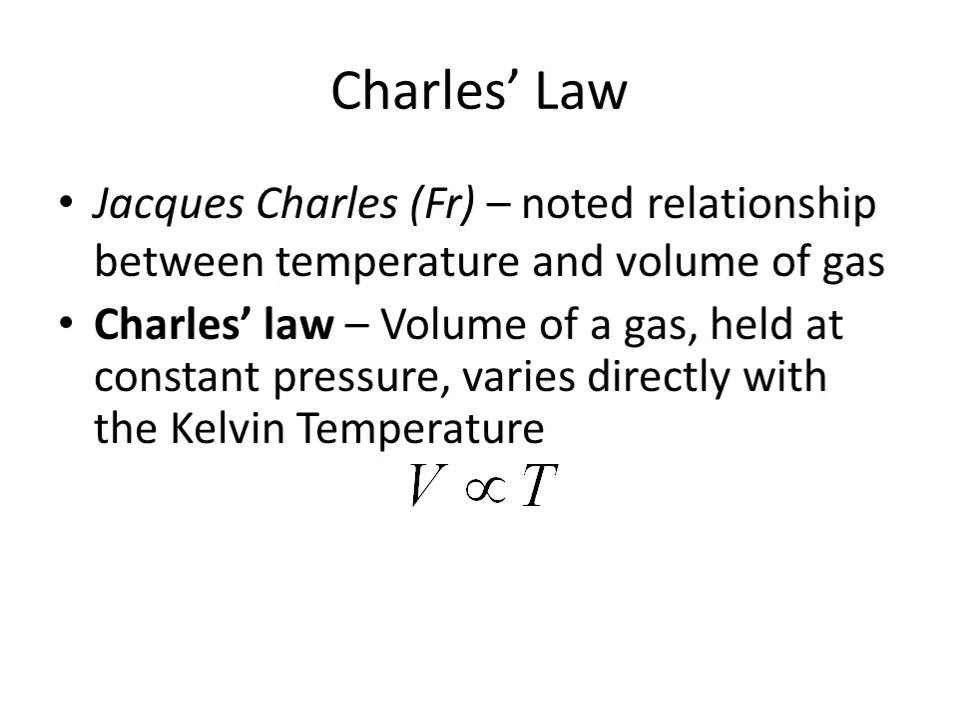 Charles’ Law
• Jacques Charles (Fr) – noted relationship
between temperature and volume of gas
• Charles’ law – Volume of a gas, held at
constant pressure, varies directly with
the Kelvin Temperature
V ∝ T